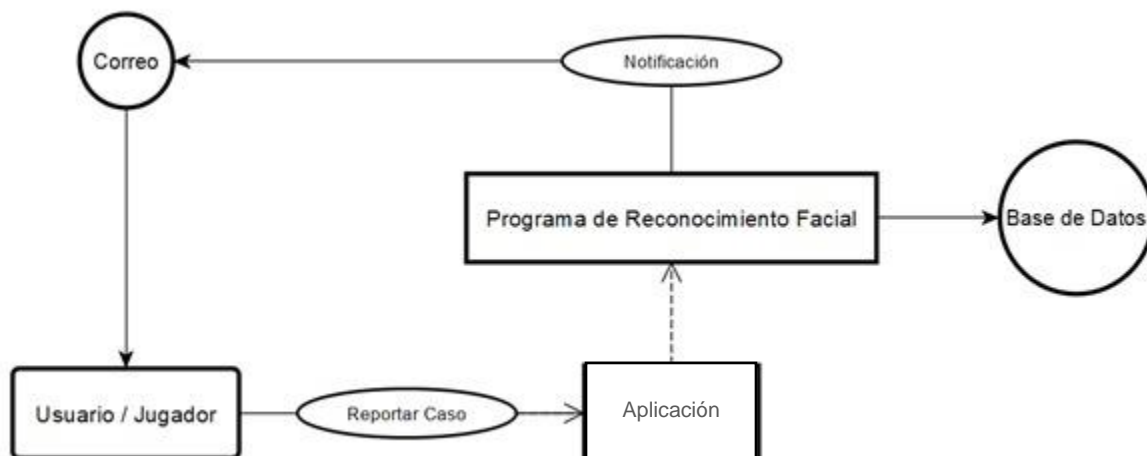 Correo
Notificación
Programa de Reconocimiento Facial
Base de Datos
Usuario / Jugador
Reportar Caso
Aplicación